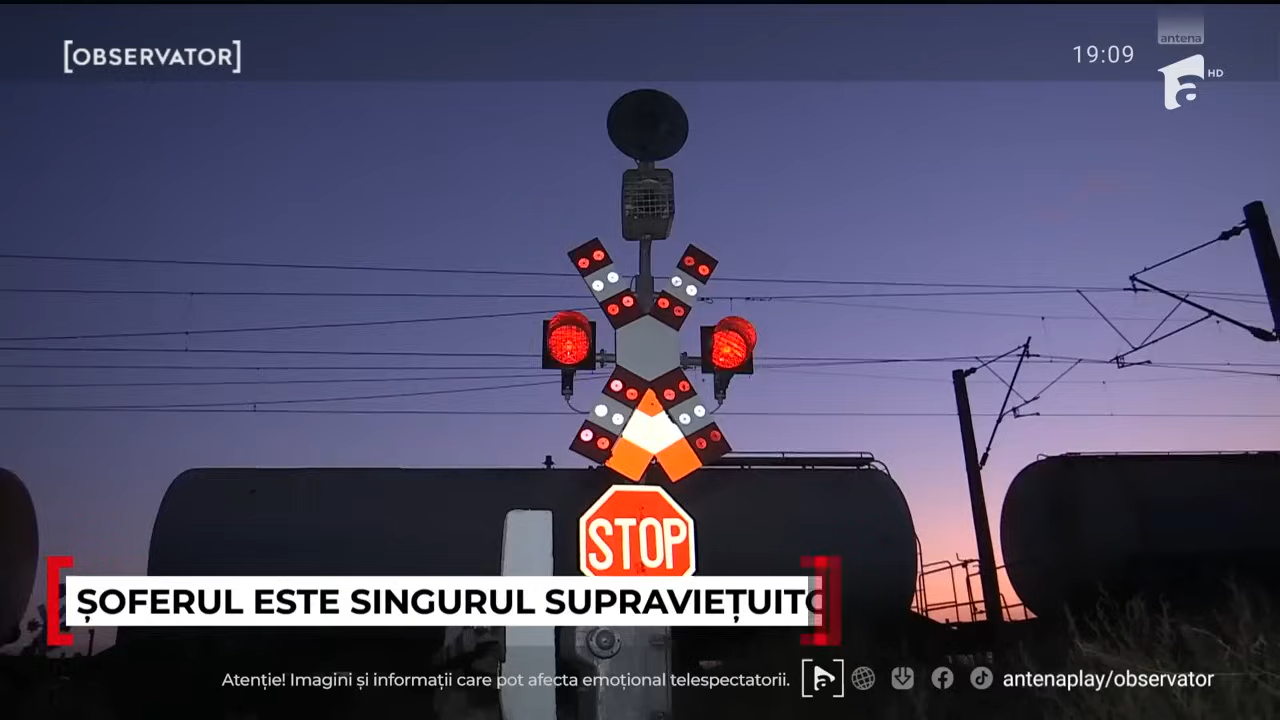 [OBSERVATOR]
19:09
antena
a HD
STOP
ȘOFERUL ESTE SINGURUL
Atenție! Imagini și informații care pot afecta emoțional telespectatorii.
antenaplay/observator